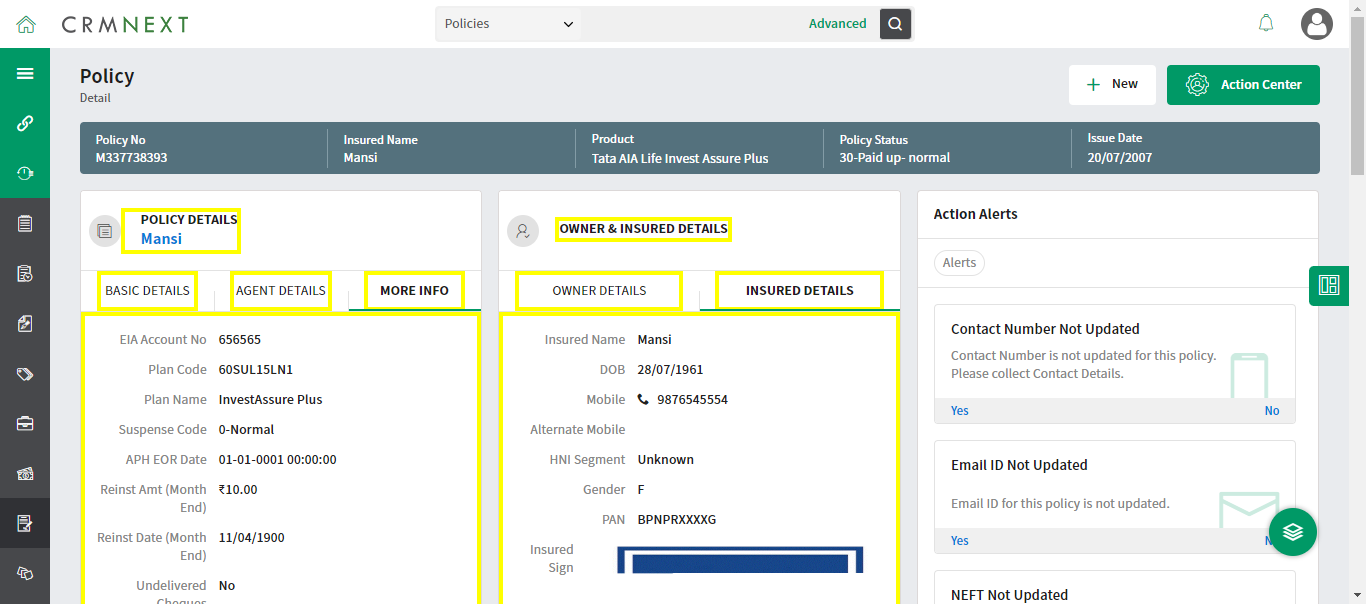 CRMNEXT
Policies
Advanced
Policy
Detail
New
Action Center
Policy No
M337738393
Insured Name
Mansi
Product
Tata AIA Life Invest Assure Plus
Policy Status
30-Paid up- normal
Issue Date
20/07/2007
POLICY DETAILS
Mansi
BASIC DETAILS
AGENT DETAILS
MORE INFO
EIA Account No 656565
Plan Code 60SUL15LN1
Plan Name InvestAssure Plus
Suspense Code 0-Normal
APH EOR Date 01-01-0001 00:00:00
Reinst Amt (Month ₹10.00
End)
Reinst Date (Month 11/04/1900
End)
Undelivered No
Cheques
OWNER & INSURED DETAILS
OWNER DETAILS
INSURED DETAILS
Insured Name Mansi
DOB 28/07/1961
Mobile 9876545554
Alternate Mobile
HNI Segment Unknown
Gender F
PAN BPNPRXXXXG
Insured
Sign
Action Alerts
Alerts
Contact Number Not Updated
Contact Number is not updated for this policy.
Please collect Contact Details.
Yes No
Email ID Not Updated
Email ID for this policy is not updated.
Yes
NEFT Not Updated